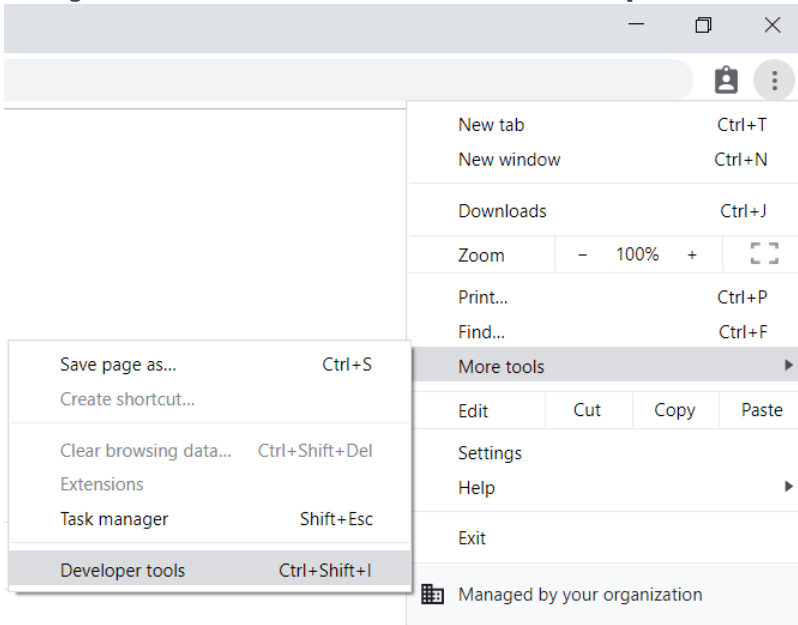 New tab Ctrl+T
New window Ctrl+N
Downloads Ctrl+J
Zoom - 100% +
Print... Ctrl+P
Find... Ctrl+F
More tools
Edit Cut Copy Paste
Settings
Help
Exit
Managed by your organization
Save page as... Ctrl+S
Create shortcut...
Clear browsing data... Ctrl+Shift+Del
Extensions
Task manager Shift+Esc
Developer tools Ctrl+Shift+I